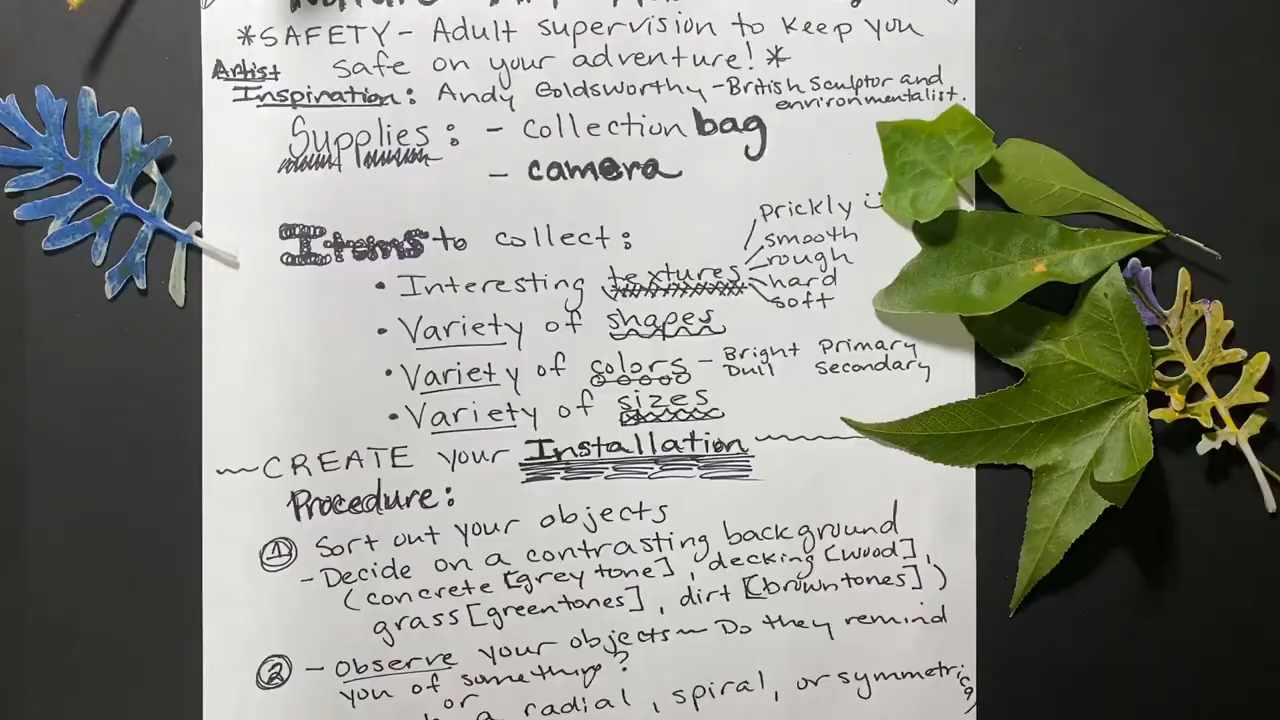 *SAFETY - Adult supervision to keep you
safe on your adventure! *
Artist
Inspiration: Andy Goldsworthy - British Sculptor and
environmentalist.
Supplies: - collection bag
- camera
Items to collect:
• Interesting textures
prickly :)
smooth
rough
hard
soft
• Variety of shapes
• Variety of colors - Bright Primary
Dull Secondary
• Variety of sizes
CREATE your Installation
Procedure:
① Sort out your objects
- Decide on a contrasting background
(concrete [grey tone], decking [wood],
grass [greentones], dirt [browntones])
② - Observe your objects - Do they remind
you of something?
or
a radial, spiral, or symmetrical